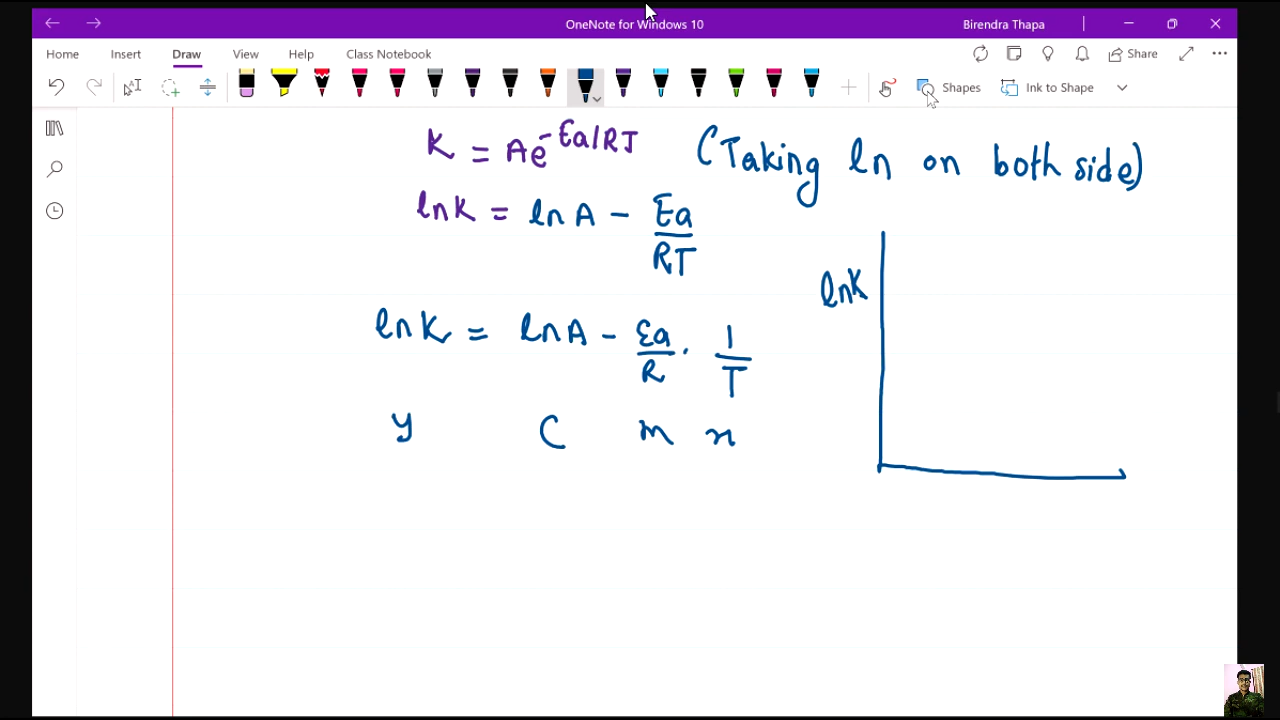 OneNote for Windows 10
Birendra Thapa
Home Insert Draw View Help Class Notebook Share
Shapes Ink to Shape
K = Ae^-Ea/RT (Taking ln on both side)
lnK = lnA - Ea/RT
lnK
lnK = lnA - Ea/R . 1/T
y C m x